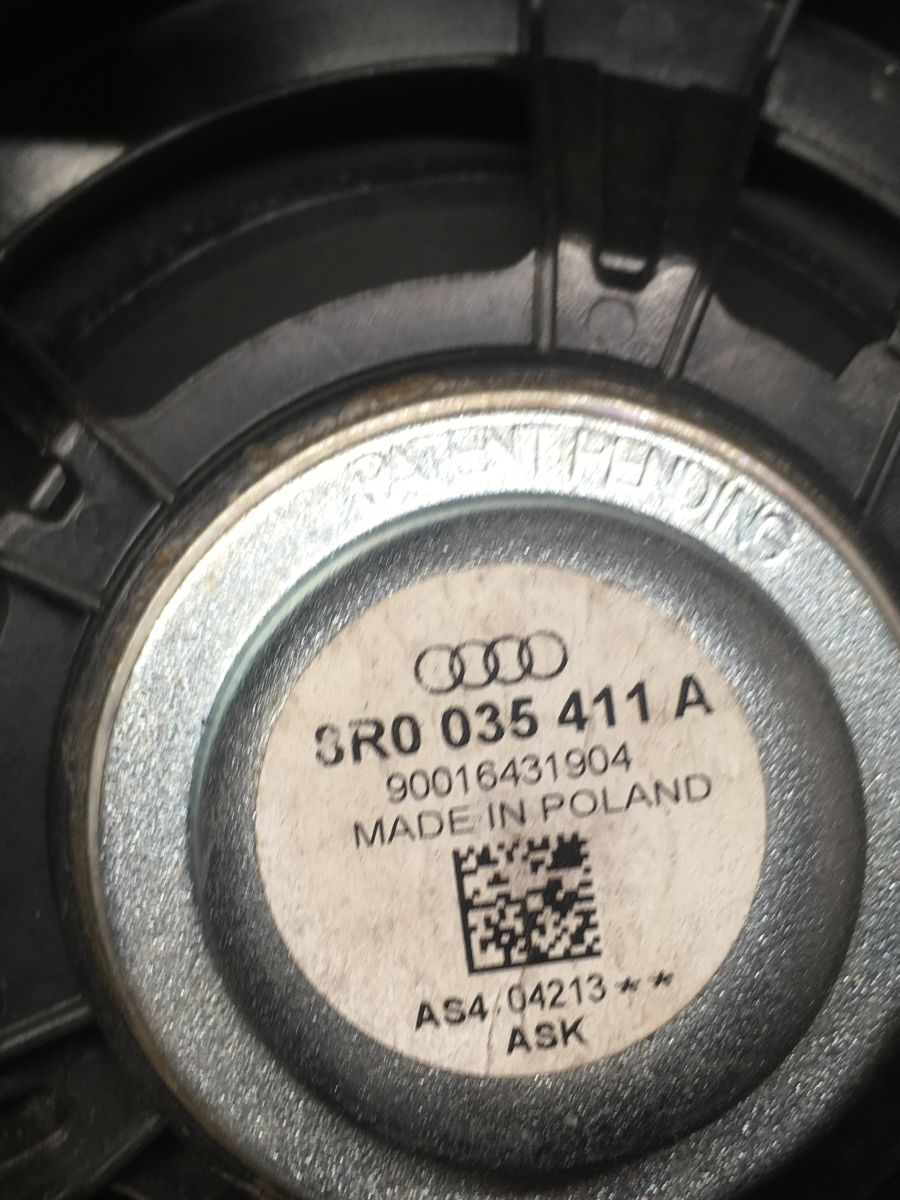 PATENT PENDING
8R0 035 411 A
90016431904
MADE IN POLAND
AS4.04213**
ASK